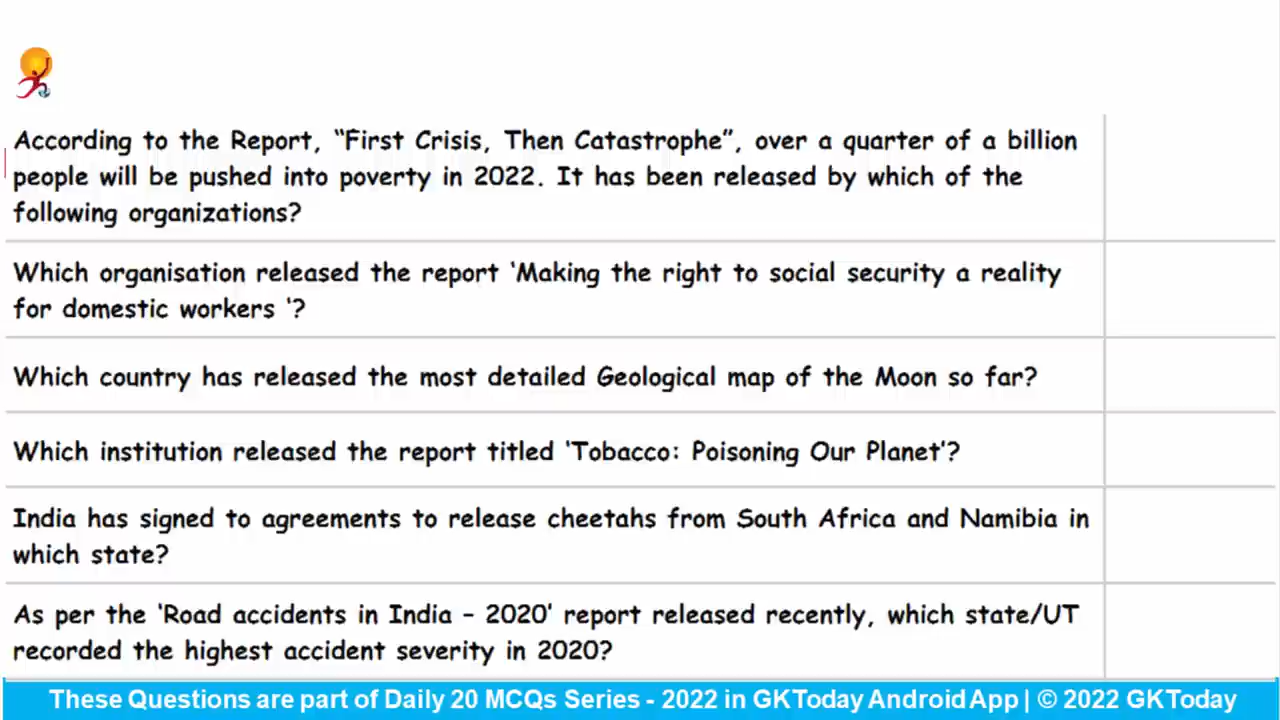 According to the Report, “First Crisis, Then Catastrophe”, over a quarter of a billion
people will be pushed into poverty in 2022. It has been released by which of the
following organizations?
Which organisation released the report ‘Making the right to social security a reality
for domestic workers ‘?
Which country has released the most detailed Geological map of the Moon so far?
Which institution released the report titled ‘Tobacco: Poisoning Our Planet’?
India has signed to agreements to release cheetahs from South Africa and Namibia in
which state?
As per the ‘Road accidents in India – 2020’ report released recently, which state/UT
recorded the highest accident severity in 2020?
These Questions are part of Daily 20 MCQs Series - 2022 in GKToday Android App | © 2022 GKToday